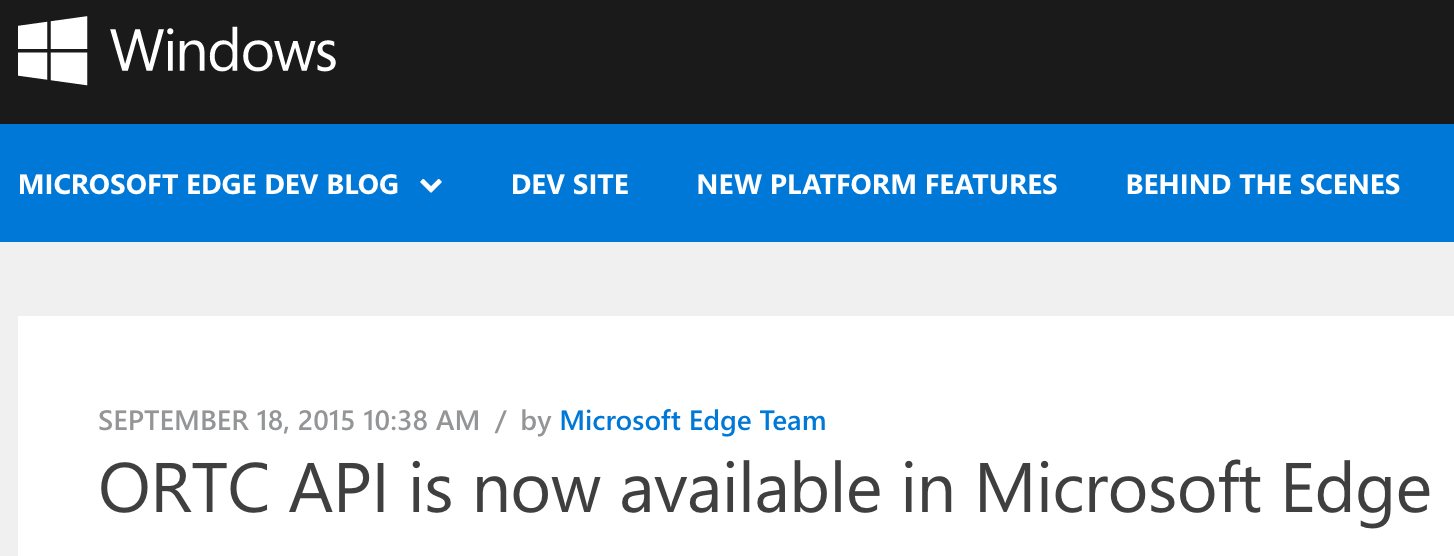 Windows
MICROSOFT EDGE DEV BLOG DEV SITE NEW PLATFORM FEATURES BEHIND THE SCENES
SEPTEMBER 18, 2015 10:38 AM / by Microsoft Edge Team
ORTC API is now available in Microsoft Edge